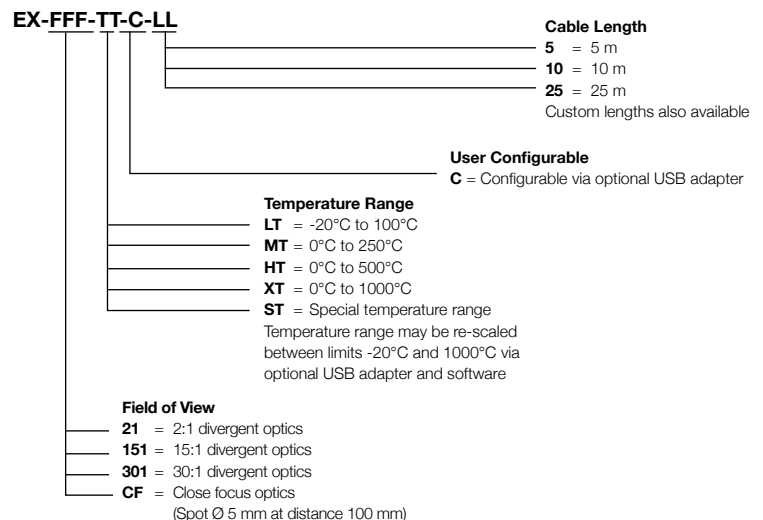 EX-FFF-TT-C-LL
Cable Length
5 = 5 m
10 = 10 m
25 = 25 m
Custom lengths also available
User Configurable
C = Configurable via optional USB adapter
Temperature Range
LT = -20°C to 100°C
MT = 0°C to 250°C
HT = 0°C to 500°C
XT = 0°C to 1000°C
ST = Special temperature range
Temperature range may be re-scaled
between limits -20°C and 1000°C via
optional USB adapter and software
Field of View
21 = 2:1 divergent optics
151 = 15:1 divergent optics
301 = 30:1 divergent optics
CF = Close focus optics
(Spot Ø 5 mm at distance 100 mm)